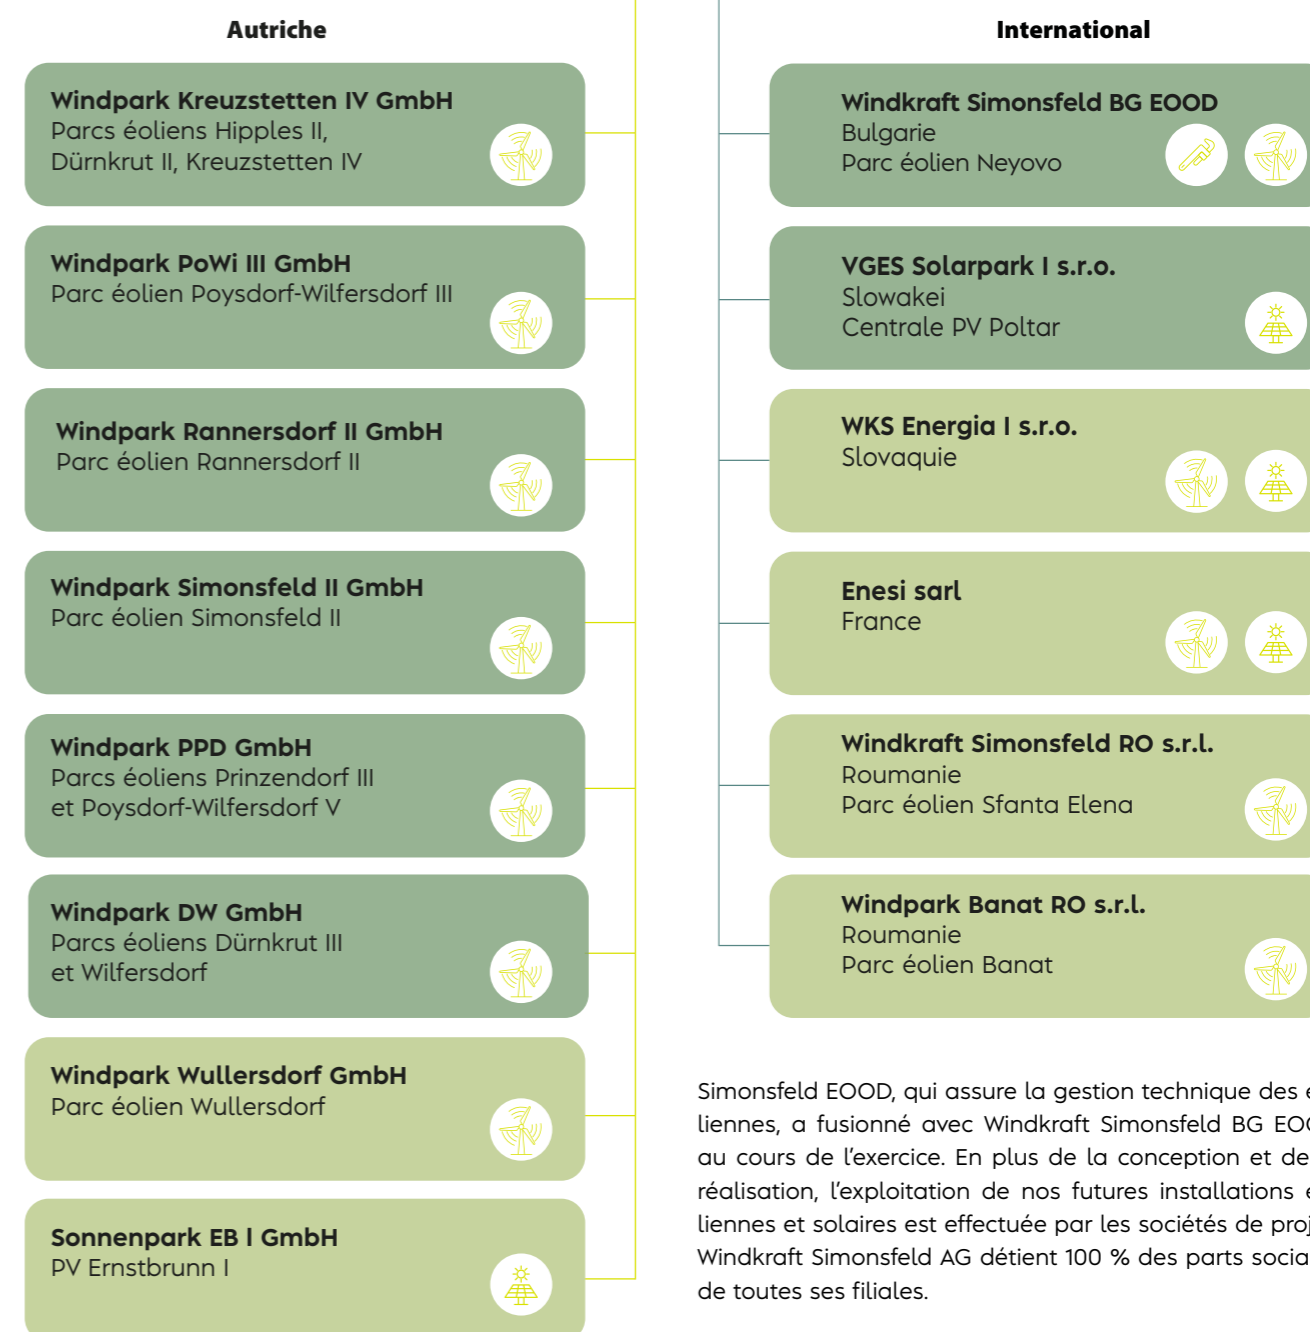 Autriche
Windpark Kreuzstetten IV GmbH
Parcs éoliens Hipples II,
Dürnkrut II, Kreuzstetten IV
Windpark PoWi III GmbH
Parc éolien Poysdorf-Wilfersdorf III
Windpark Rannersdorf II GmbH
Parc éolien Rannersdorf II
Windpark Simonsfeld II GmbH
Parc éolien Simonsfeld II
Windpark PPD GmbH
Parcs éoliens Prinzendorf III
et Poysdorf-Wilfersdorf V
Windpark DW GmbH
Parcs éoliens Dürnkrut III
et Wilfersdorf
Windpark Wullersdorf GmbH
Parc éolien Wullersdorf
Sonnenpark EB I GmbH
PV Ernstbrunn I
International
Windkraft Simonsfeld BG EOOD
Bulgarie
Parc éolien Neyovo
VGES Solarpark I s.r.o.
Slowakei
Centrale PV Poltar
WKS Energia I s.r.o.
Slovaquie
Enesi sarl
France
Windkraft Simonsfeld RO s.r.l.
Roumanie
Parc éolien Sfanta Elena
Windpark Banat RO s.r.l.
Roumanie
Parc éolien Banat
Simonsfeld EOOD, qui assure la gestion technique des
liennes, a fusionné avec Windkraft Simonsfeld BG
au cours de l'exercice. En plus de la conception et de
réalisation, l'exploitation de nos futures installations
liennes et solaires est effectuée par les sociétés de
Windkraft Simonsfeld AG détient 100 % des parts
de toutes ses filiales.